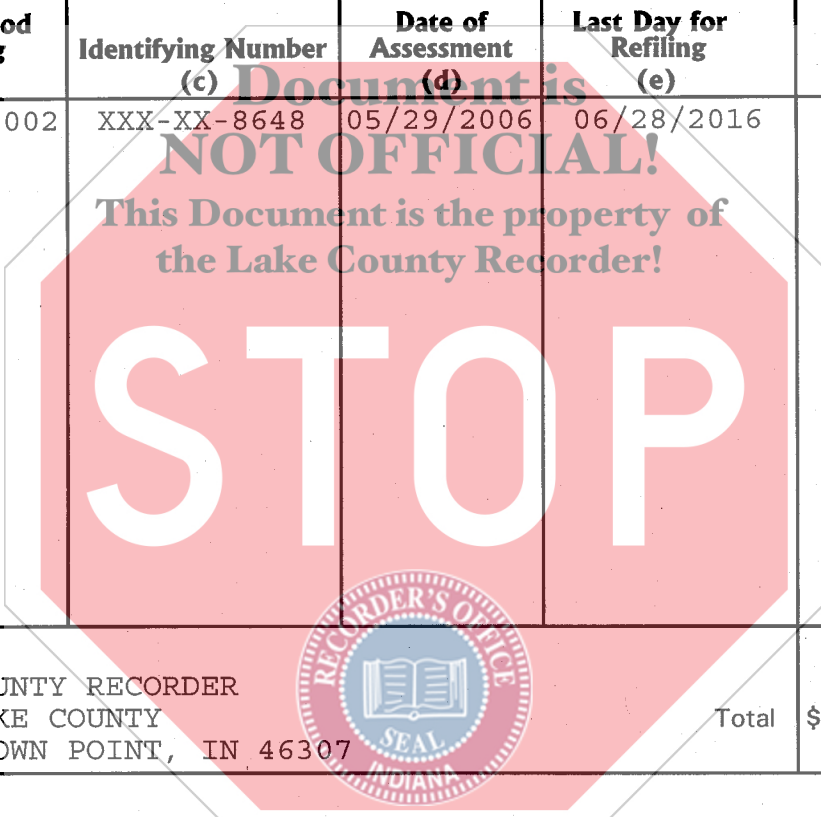 od Date of Last Day for
g Identifying Number Assessment Refiling
(c) (d) (e)
Document is
002 XXX-XX-8648 05/29/2006 06/28/2016
NOT OFFICIAL!
This Document is the property of
the Lake County Recorder!
STOP
RECORDER'S OFFICE
SEAL
INDIANA
UNTY RECORDER
KE COUNTY Total $
OWN POINT, IN 46307